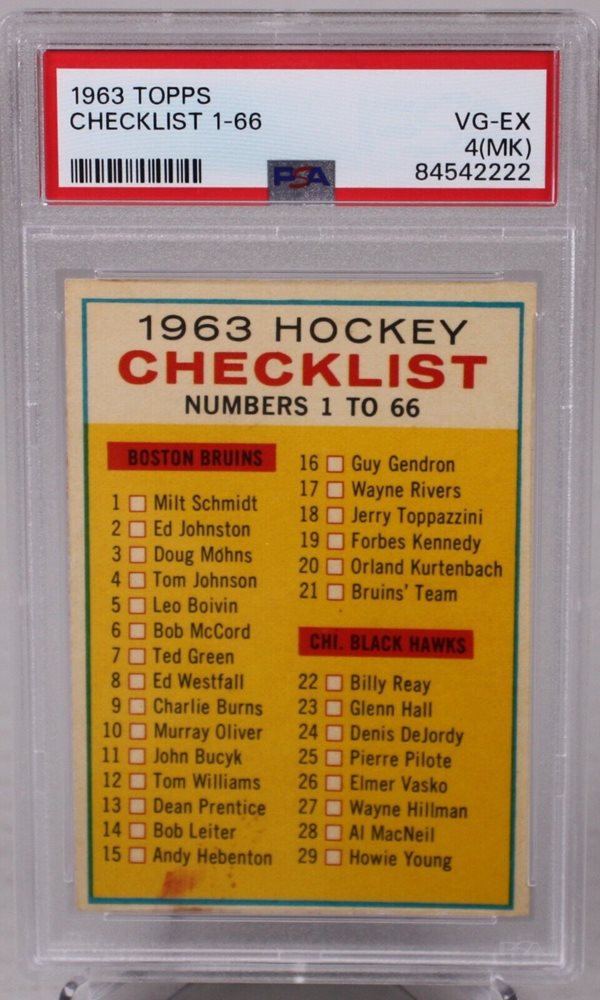 1963 TOPPS
CHECKLIST 1-66
VG-EX
4(MK)
PSA
84542222
1963 HOCKEY
CHECKLIST
NUMBERS 1 TO 66
BOSTON BRUINS
1 Milt Schmidt
2 Ed Johnston
3 Doug Mohns
4 Tom Johnson
5 Leo Boivin
6 Bob McCord
7 Ted Green
8 Ed Westfall
9 Charlie Burns
10 Murray Oliver
11 John Bucyk
12 Tom Williams
13 Dean Prentice
14 Bob Leiter
15 Andy Hebenton
16 Guy Gendron
17 Wayne Rivers
18 Jerry Toppazzini
19 Forbes Kennedy
20 Orland Kurtenbach
21 Bruins' Team
CHI. BLACK HAWKS
22 Billy Reay
23 Glenn Hall
24 Denis DeJordy
25 Pierre Pilote
26 Elmer Vasko
27 Wayne Hillman
28 Al MacNeil
29 Howie Young
PSA